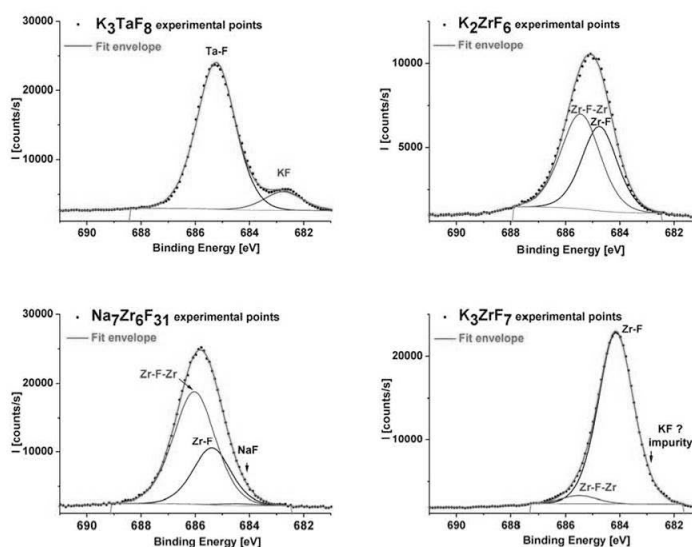 K3TaF8 experimental points
Fit envelope
Ta-F
KF
30000
20000
10000
I [counts/s]
690 688 686 684 682
Binding Energy [eV]
K2ZrF6 experimental points
Fit envelope
Zr-F-Zr
Zr-F
10000
5000
I [counts/s]
690 688 686 684 682
Binding Energy [eV]
Na7Zr6F31 experimental points
Fit envelope
Zr-F-Zr
Zr-F
NaF
30000
20000
10000
I [counts/s]
690 688 686 684 682
Binding Energy [eV]
K3ZrF7 experimental points
Fit envelope
Zr-F
KF ?
impurity
Zr-F-Zr
20000
10000
I [counts/s]
690 688 686 684 682
Binding Energy [eV]